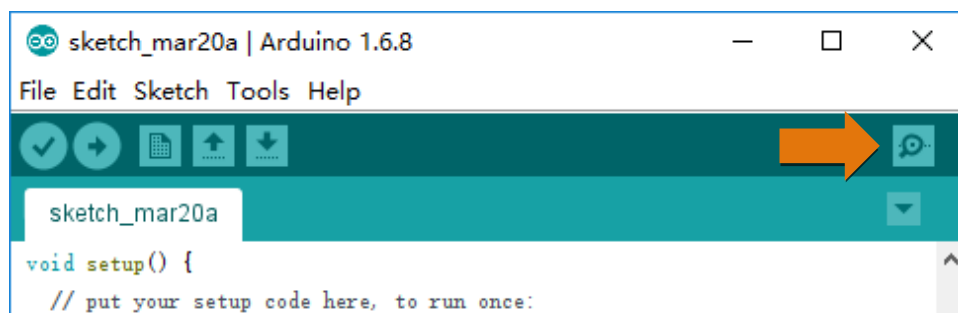 sketch_mar20a | Arduino 1.6.8
File Edit Sketch Tools Help
sketch_mar20a
void setup() {
// put your setup code here, to run once: